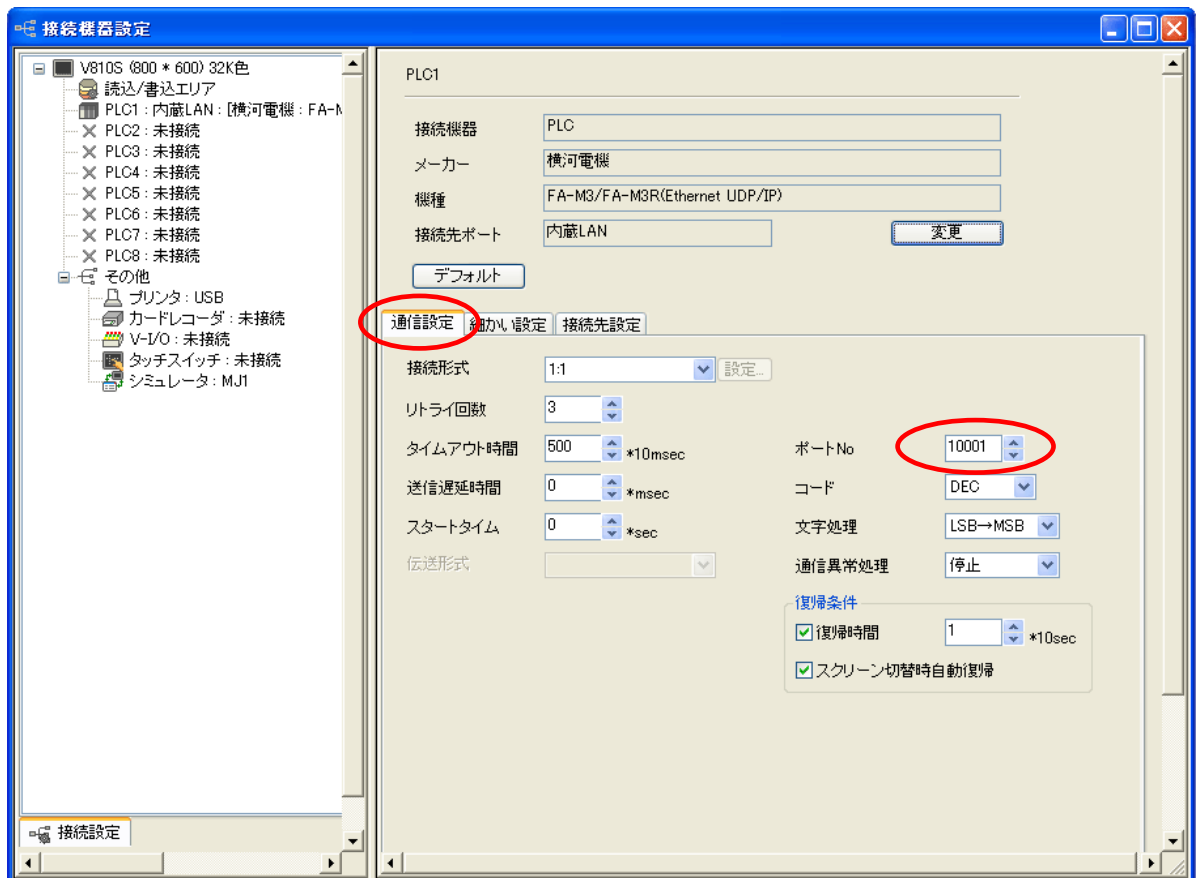 接続機器設定
V810S (800 * 600) 32K色
読込/書込エリア
PLC1 : 内蔵LAN : [横河電機 : FA-M
PLC2 : 未接続
PLC3 : 未接続
PLC4 : 未接続
PLC5 : 未接続
PLC6 : 未接続
PLC7 : 未接続
PLC8 : 未接続
その他
プリンタ : USB
カードレコーダ : 未接続
V-I/O : 未接続
タッチスイッチ : 未接続
シミュレータ : MJ1
接続設定
PLC1
接続機器 PLC
メーカー 横河電機
機種 FA-M3/FA-M3R(Ethernet UDP/IP)
接続先ポート 内蔵LAN 変更
デフォルト
通信設定 細かい設定 接続先設定
接続形式 1:1 設定...
リトライ回数 3
タイムアウト時間 500 *10msec ポートNo 10001
送信遅延時間 0 *msec コード DEC
スタートタイム 0 *sec 文字処理 LSB→MSB
伝送形式 通信異常処理 停止
復帰条件
復帰時間 1 *10sec
スクリーン切替時自動復帰